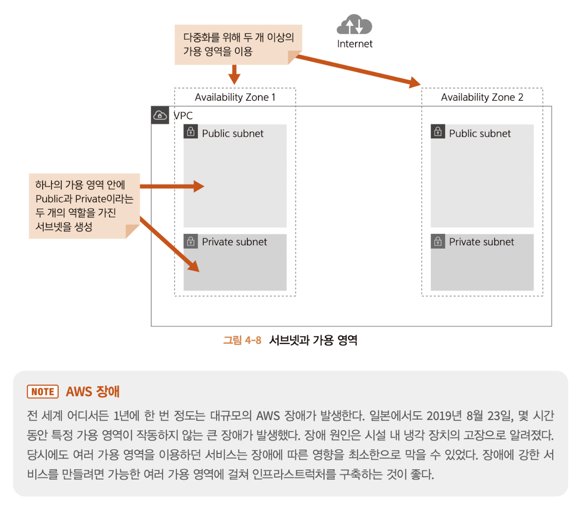 다중화를 위해 두 개 이상의
가용 영역을 이용
Internet
Availability Zone 1
Availability Zone 2
VPC
Public subnet
Public subnet
하나의 가용 영역 안에
Public과 Private이라는
두 개의 역할을 가진
서브넷을 생성
Private subnet
Private subnet
그림 4-8 서브넷과 가용 영역
NOTE AWS 장애
전 세계 어디서든 1년에 한 번 정도는 대규모의 AWS 장애가 발생한다. 일본에서도 2019년 8월 23일, 몇 시간
동안 특정 가용 영역이 작동하지 않는 큰 장애가 발생했다. 장애 원인은 시설 내 냉각 장치의 고장으로 알려졌다.
당시에도 여러 가용 영역을 이용하던 서비스는 장애에 따른 영향을 최소한으로 막을 수 있었다. 장애에 강한 서
비스를 만들려면 가능한 여러 가용 영역에 걸쳐 인프라스트럭처를 구축하는 것이 좋다.